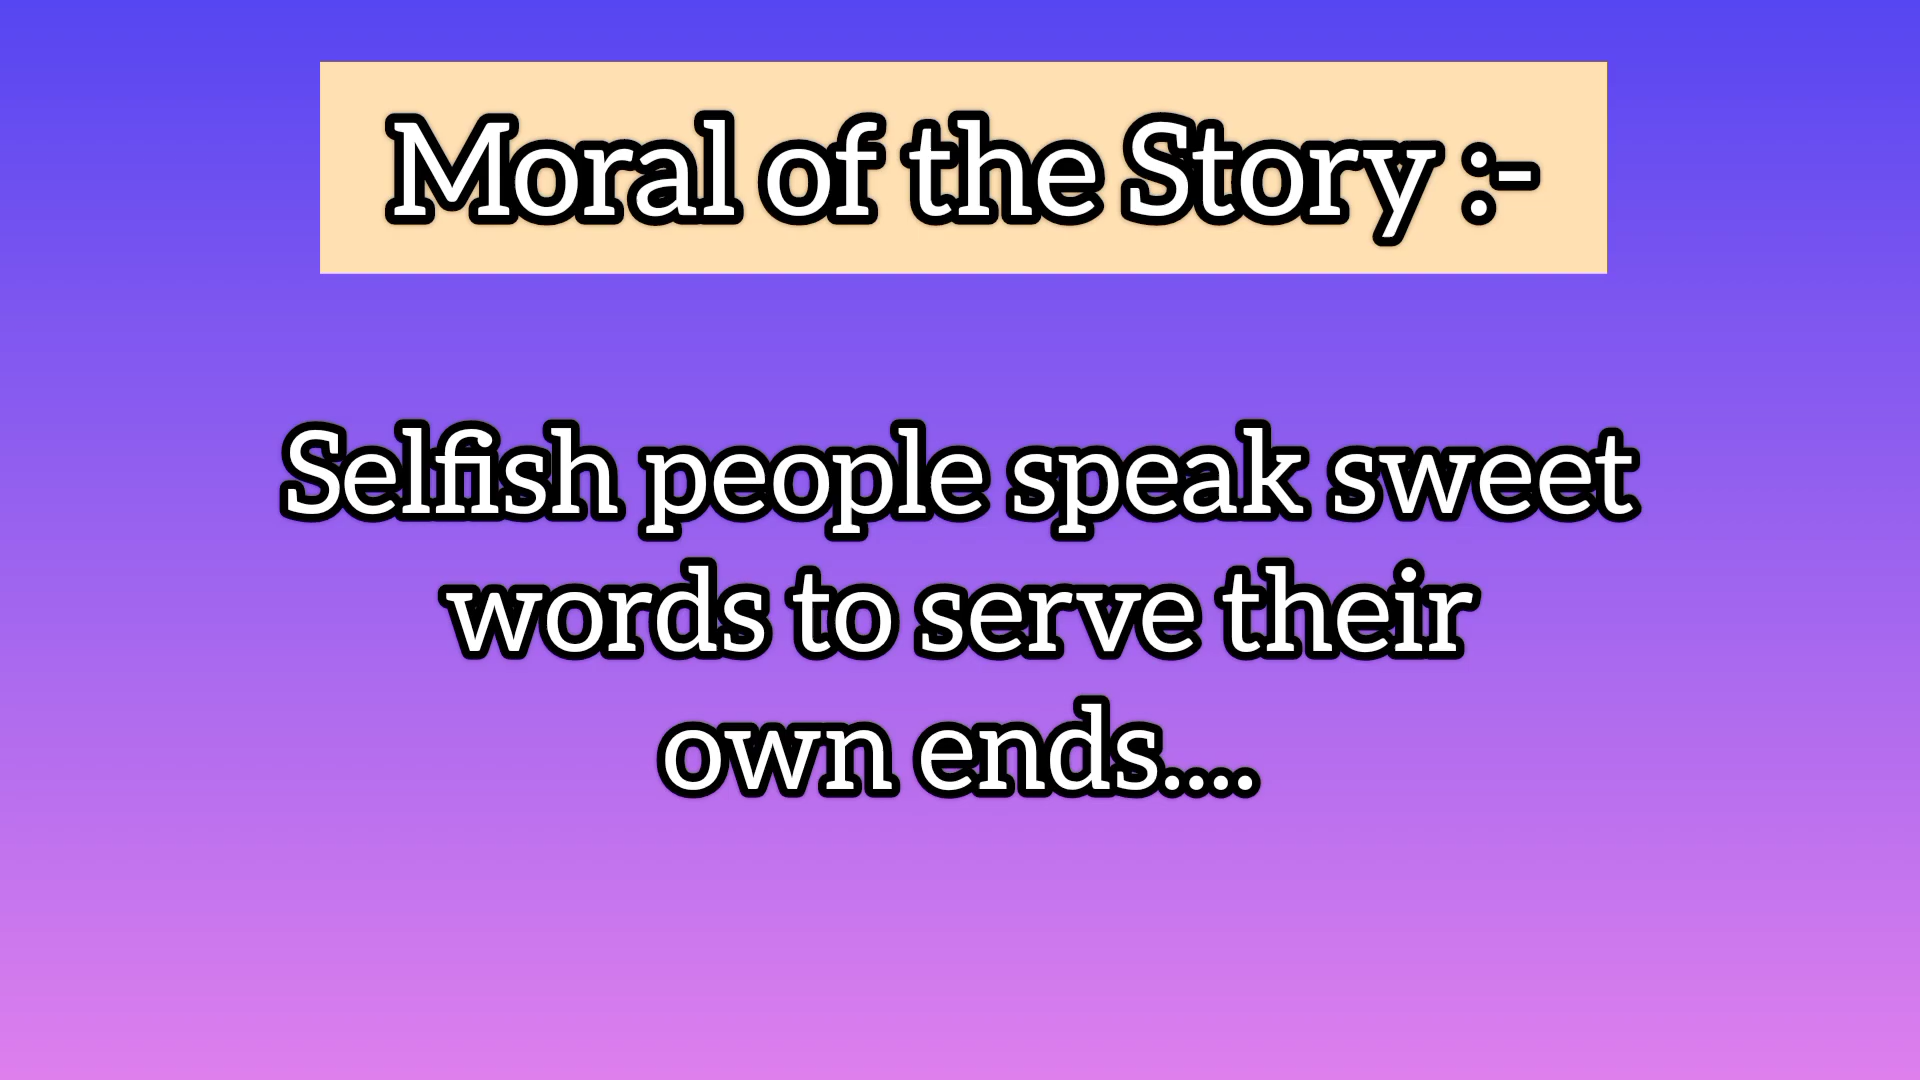 Moral of the Story :-
Selfish people speak sweet
words to serve their
own ends....